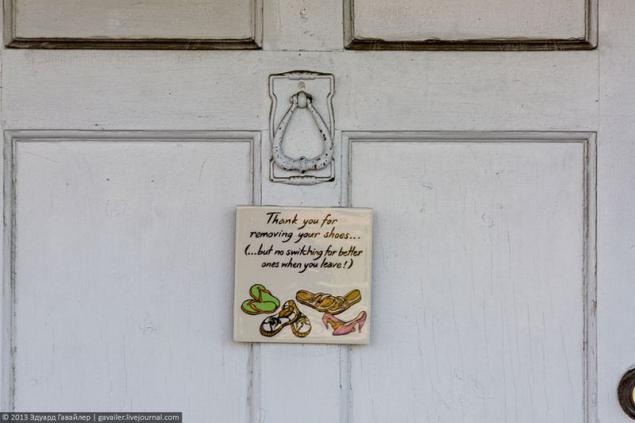 Thank you for
removing your shoes...
(...but no switching for better
ones when you leave!)
© 2013 Эдуард Гавайлер | gavailer.livejournal.com